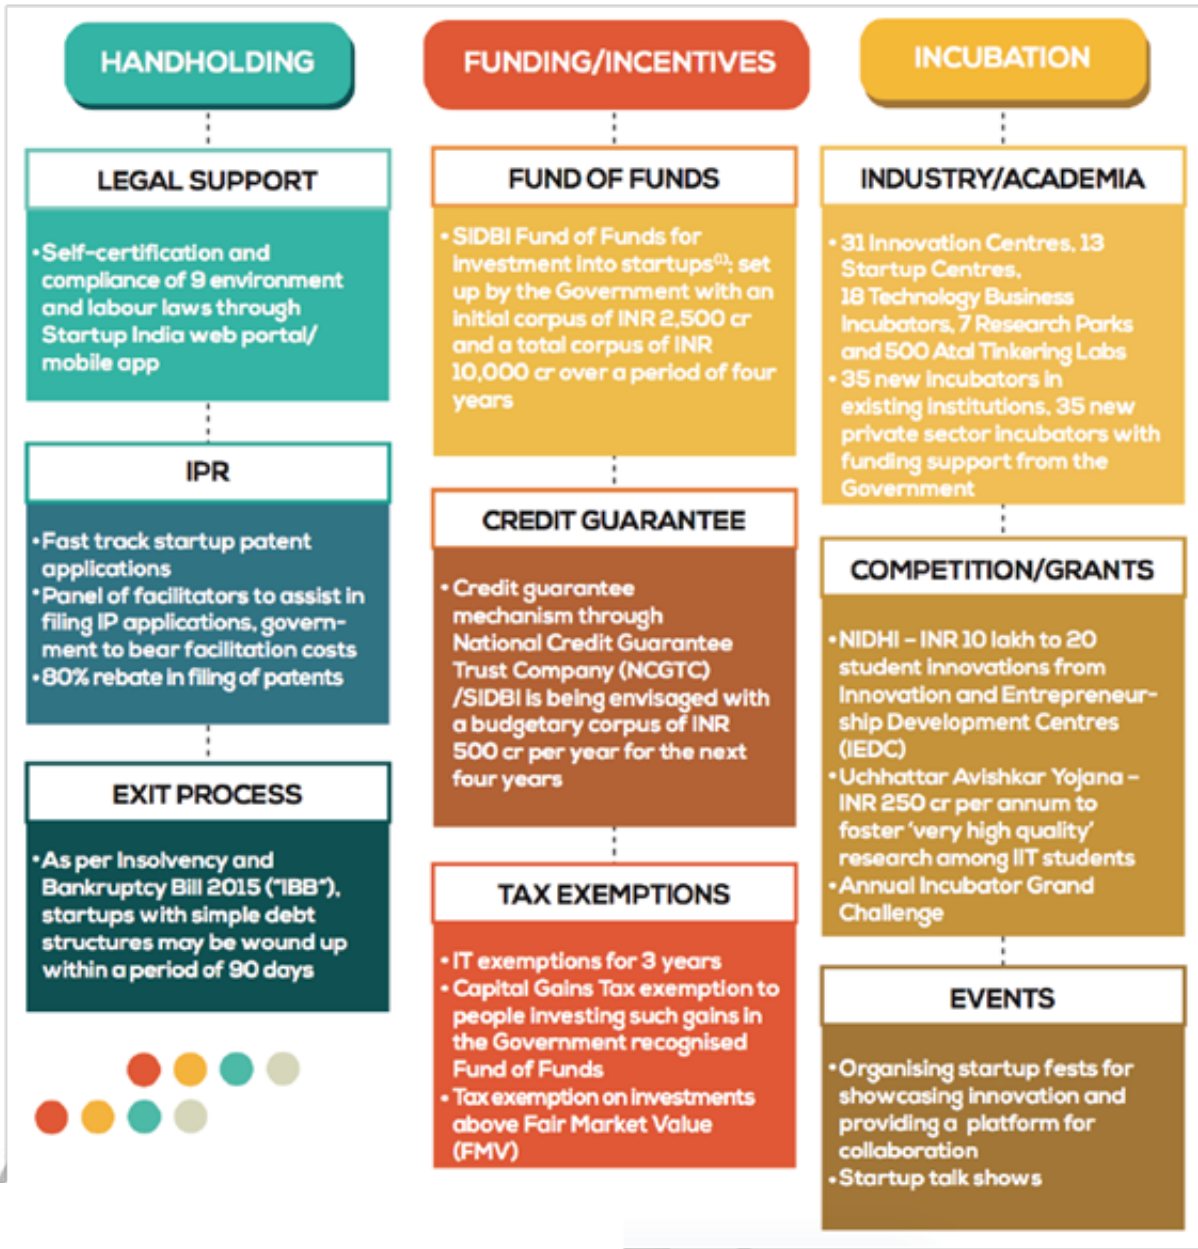 HANDHOLDING
LEGAL SUPPORT
•Self-certification and
compliance of 9 environment
and labour laws through
Startup India web portal/
mobile app
IPR
•Fast track startup patent
applications
•Panel of facilitators to assist in
filing IP applications, govern-
ment to bear facilitation costs
•80% rebate in filing of patents
EXIT PROCESS
•As per Insolvency and
Bankruptcy Bill 2015 ("IBB"),
startups with simple debt
structures may be wound up
within a period of 90 days
FUNDING/INCENTIVES
FUND OF FUNDS
•SIDBI Fund of Funds for
investment into startups⁽¹⁾; set
up by the Government with an
initial corpus of INR 2,500 cr
and a total corpus of INR
10,000 cr over a period of four
years
CREDIT GUARANTEE
•Credit guarantee
mechanism through
National Credit Guarantee
Trust Company (NCGTC)
/SIDBI is being envisaged with
a budgetary corpus of INR
500 cr per year for the next
four years
TAX EXEMPTIONS
•IT exemptions for 3 years
•Capital Gains Tax exemption to
people investing such gains in
the Government recognised
Fund of Funds
•Tax exemption on investments
above Fair Market Value
(FMV)
INCUBATION
INDUSTRY/ACADEMIA
•31 Innovation Centres, 13
Startup Centres,
18 Technology Business
Incubators, 7 Research Parks
and 500 Atal Tinkering Labs
•35 new incubators in
existing institutions, 35 new
private sector incubators with
funding support from the
Government
COMPETITION/GRANTS
•NIDHI – INR 10 lakh to 20
student innovations from
Innovation and Entrepreneur-
ship Development Centres
(IEDC)
•Uchhattar Avishkar Yojana –
INR 250 cr per annum to
foster 'very high quality'
research among IIT students
•Annual Incubator Grand
Challenge
EVENTS
•Organising startup fests for
showcasing innovation and
providing a platform for
collaboration
•Startup talk shows